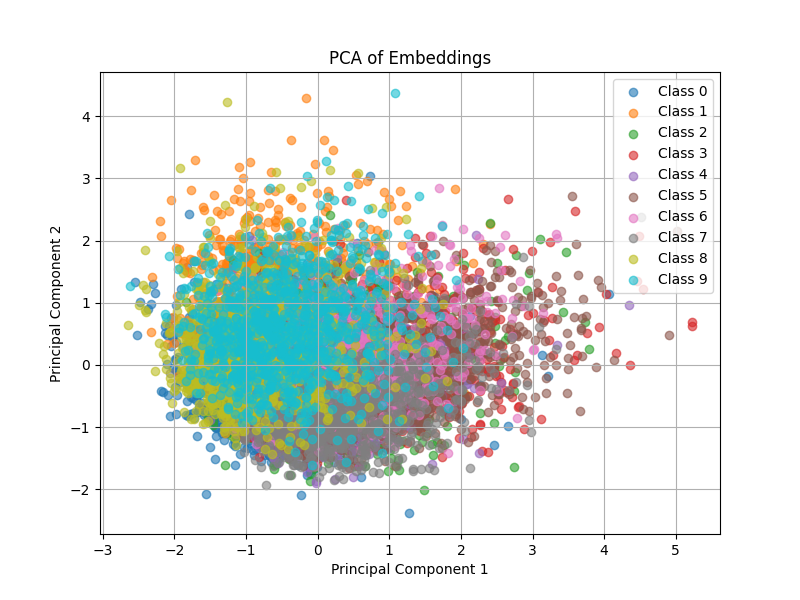 PCA of Embeddings
Class 0
Class 1
Class 2
Class 3
Class 4
Class 5
Class 6
Class 7
Class 8
Class 9
4
3
2
1
0
−1
−2
Principal Component 2
−3 −2 −1 0 1 2 3 4 5
Principal Component 1